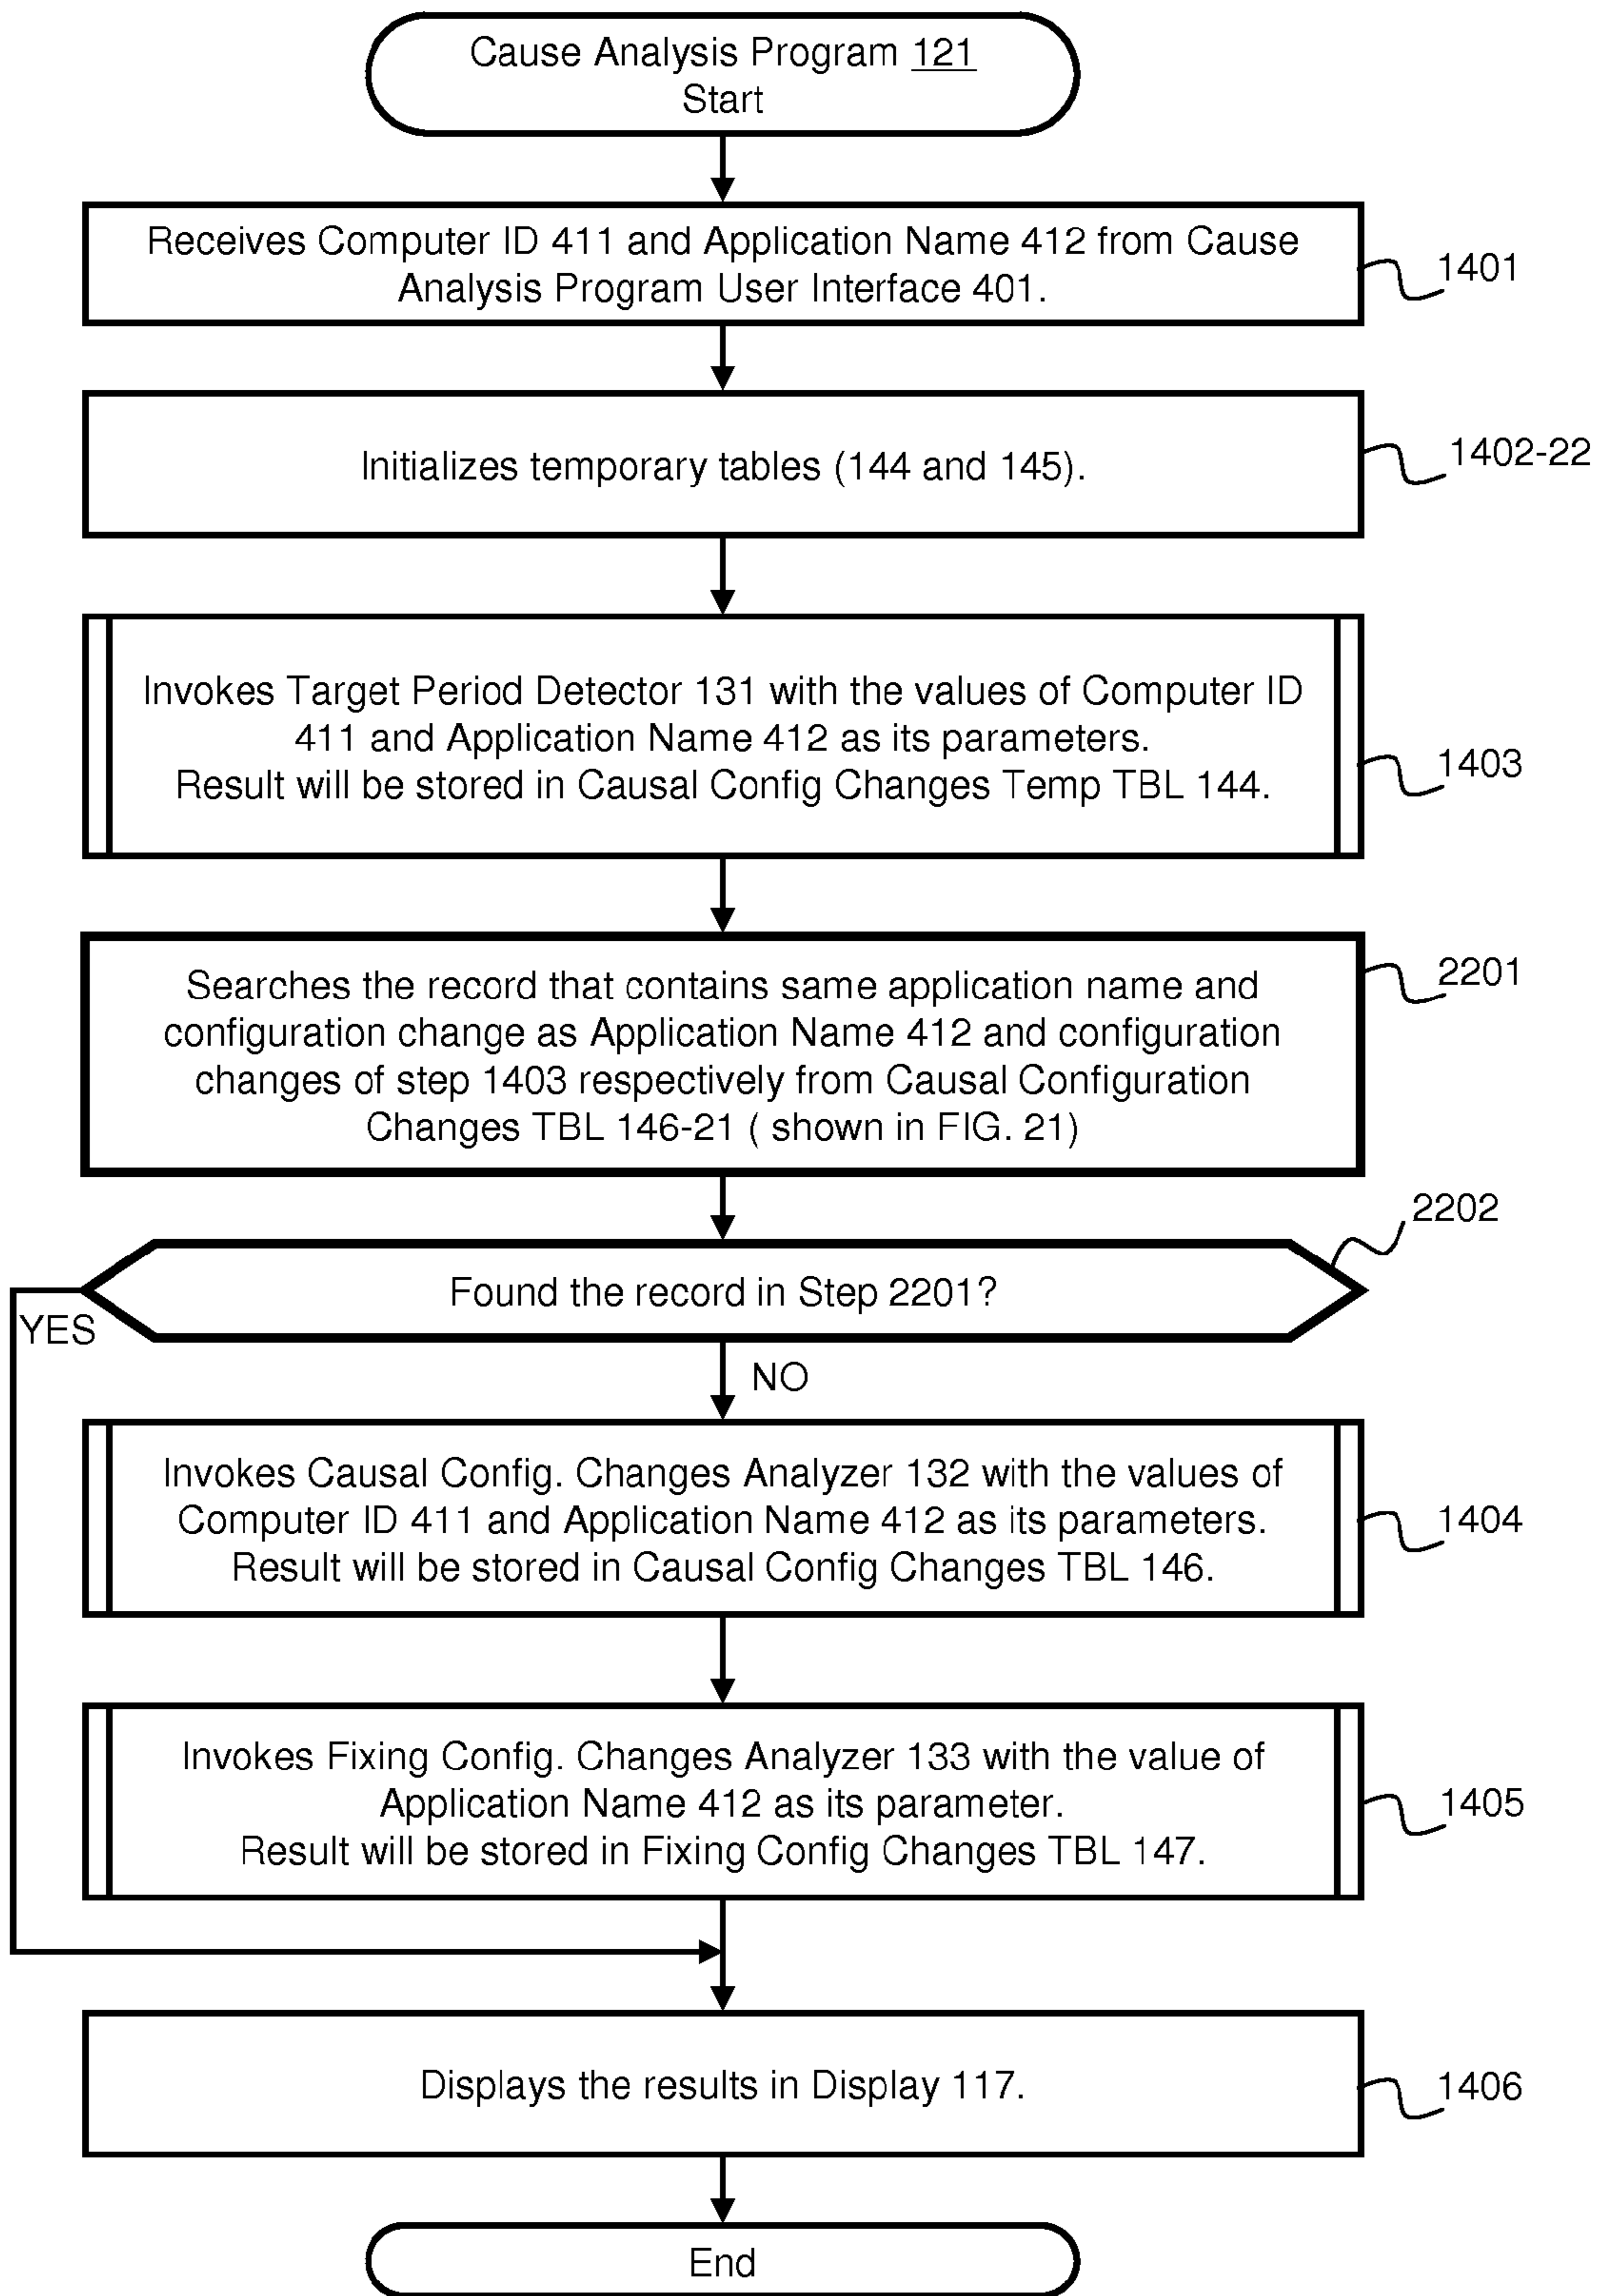 Cause Analysis Program 121
Start
Receives Computer ID 411 and Application Name 412 from Cause
Analysis Program User Interface 401.
1401
Initializes temporary tables (144 and 145).
1402-22
Invokes Target Period Detector 131 with the values of Computer ID
411 and Application Name 412 as its parameters.
Result will be stored in Causal Config Changes Temp TBL 144.
1403
Searches the record that contains same application name and
configuration change as Application Name 412 and configuration
changes of step 1403 respectively from Causal Configuration
Changes TBL 146-21 ( shown in FIG. 21)
2201
2202
Found the record in Step 2201?
YES
NO
Invokes Causal Config. Changes Analyzer 132 with the values of
Computer ID 411 and Application Name 412 as its parameters.
Result will be stored in Causal Config Changes TBL 146.
1404
Invokes Fixing Config. Changes Analyzer 133 with the value of
Application Name 412 as its parameter.
Result will be stored in Fixing Config Changes TBL 147.
1405
Displays the results in Display 117.
1406
End